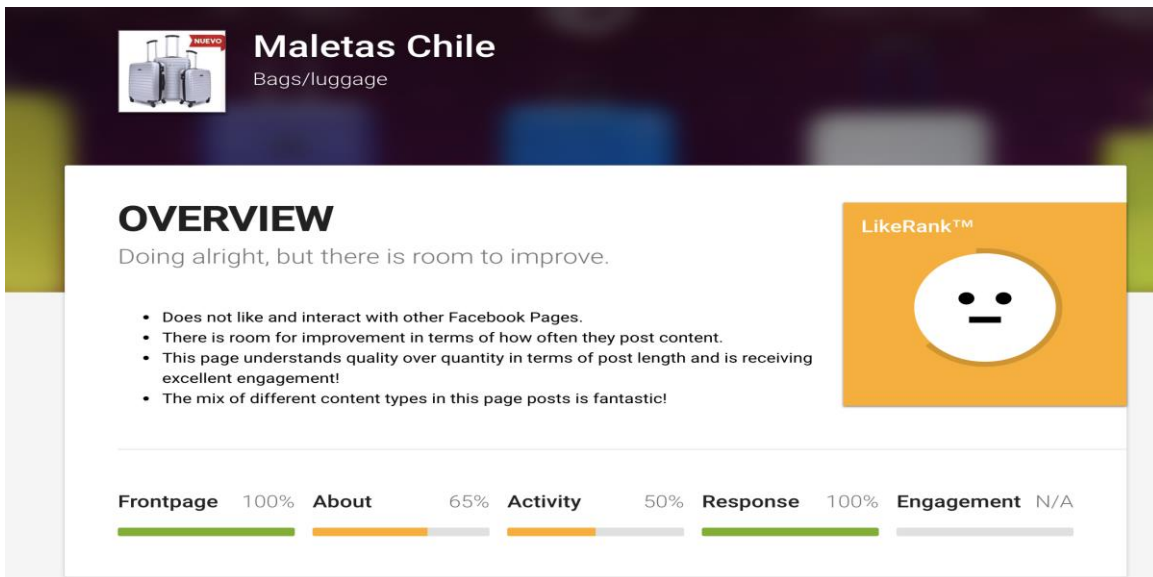 NUEVO
Maletas Chile
Bags/luggage
OVERVIEW
Doing alright, but there is room to improve.
LikeRank™
• Does not like and interact with other Facebook Pages.
• There is room for improvement in terms of how often they post content.
• This page understands quality over quantity in terms of post length and is receiving
excellent engagement!
• The mix of different content types in this page posts is fantastic!
Frontpage 100% About 65% Activity 50% Response 100% Engagement N/A